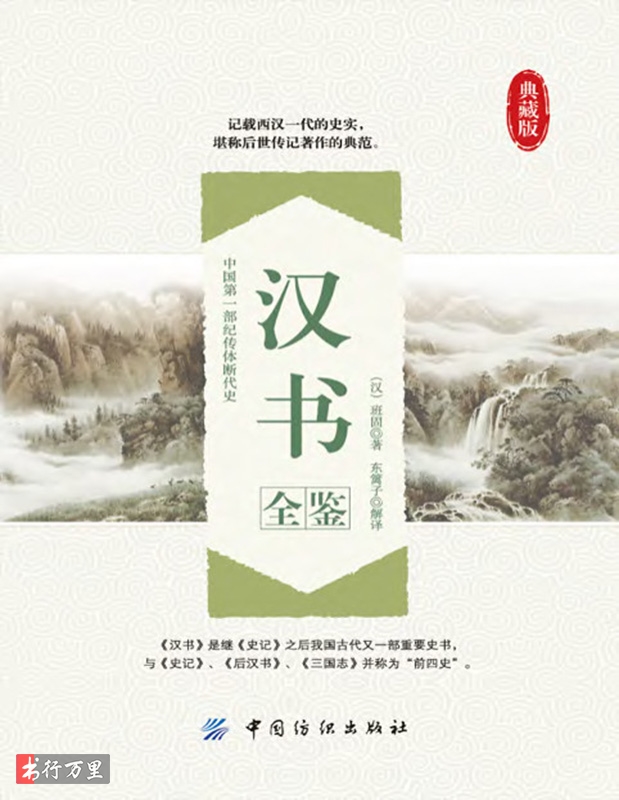 典藏版
记载西汉一代的史实，
堪称后世传记著作的典范。
中国第一部纪传体断代史
汉书
全鉴
（汉）班固◎著 东篱子◎解译
《汉书》是继《史记》之后我国古代又一部重要史书，
与《史记》、《后汉书》、《三国志》并称为“前四史”。
中国纺织出版社
书行万里